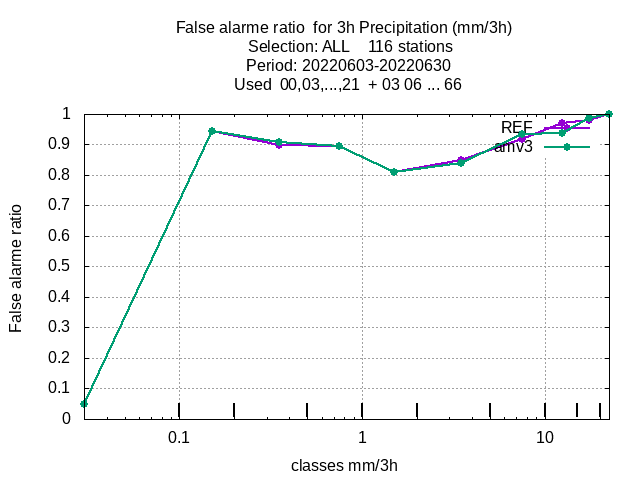 False alarme ratio  for 3h Precipitation (mm/3h)
Selection: ALL    116 stations
Period: 20220603-20220630
Used  00,03,...,21  + 03 06 ... 66
REF
amv3
1
0.9
0.8
0.7
0.6
0.5
0.4
0.3
0.2
0.1
0
False alarme ratio
0.1
1
10
classes mm/3h